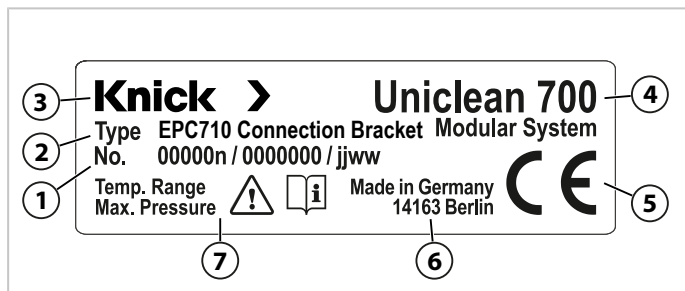 Knick >
Uniclean 700
Type EPC710 Connection Bracket Modular System
No. 00000n / 0000000 / jjww
Temp. Range
Max. Pressure
Made in Germany
14163 Berlin
CE
1
2
3
4
5
6
7